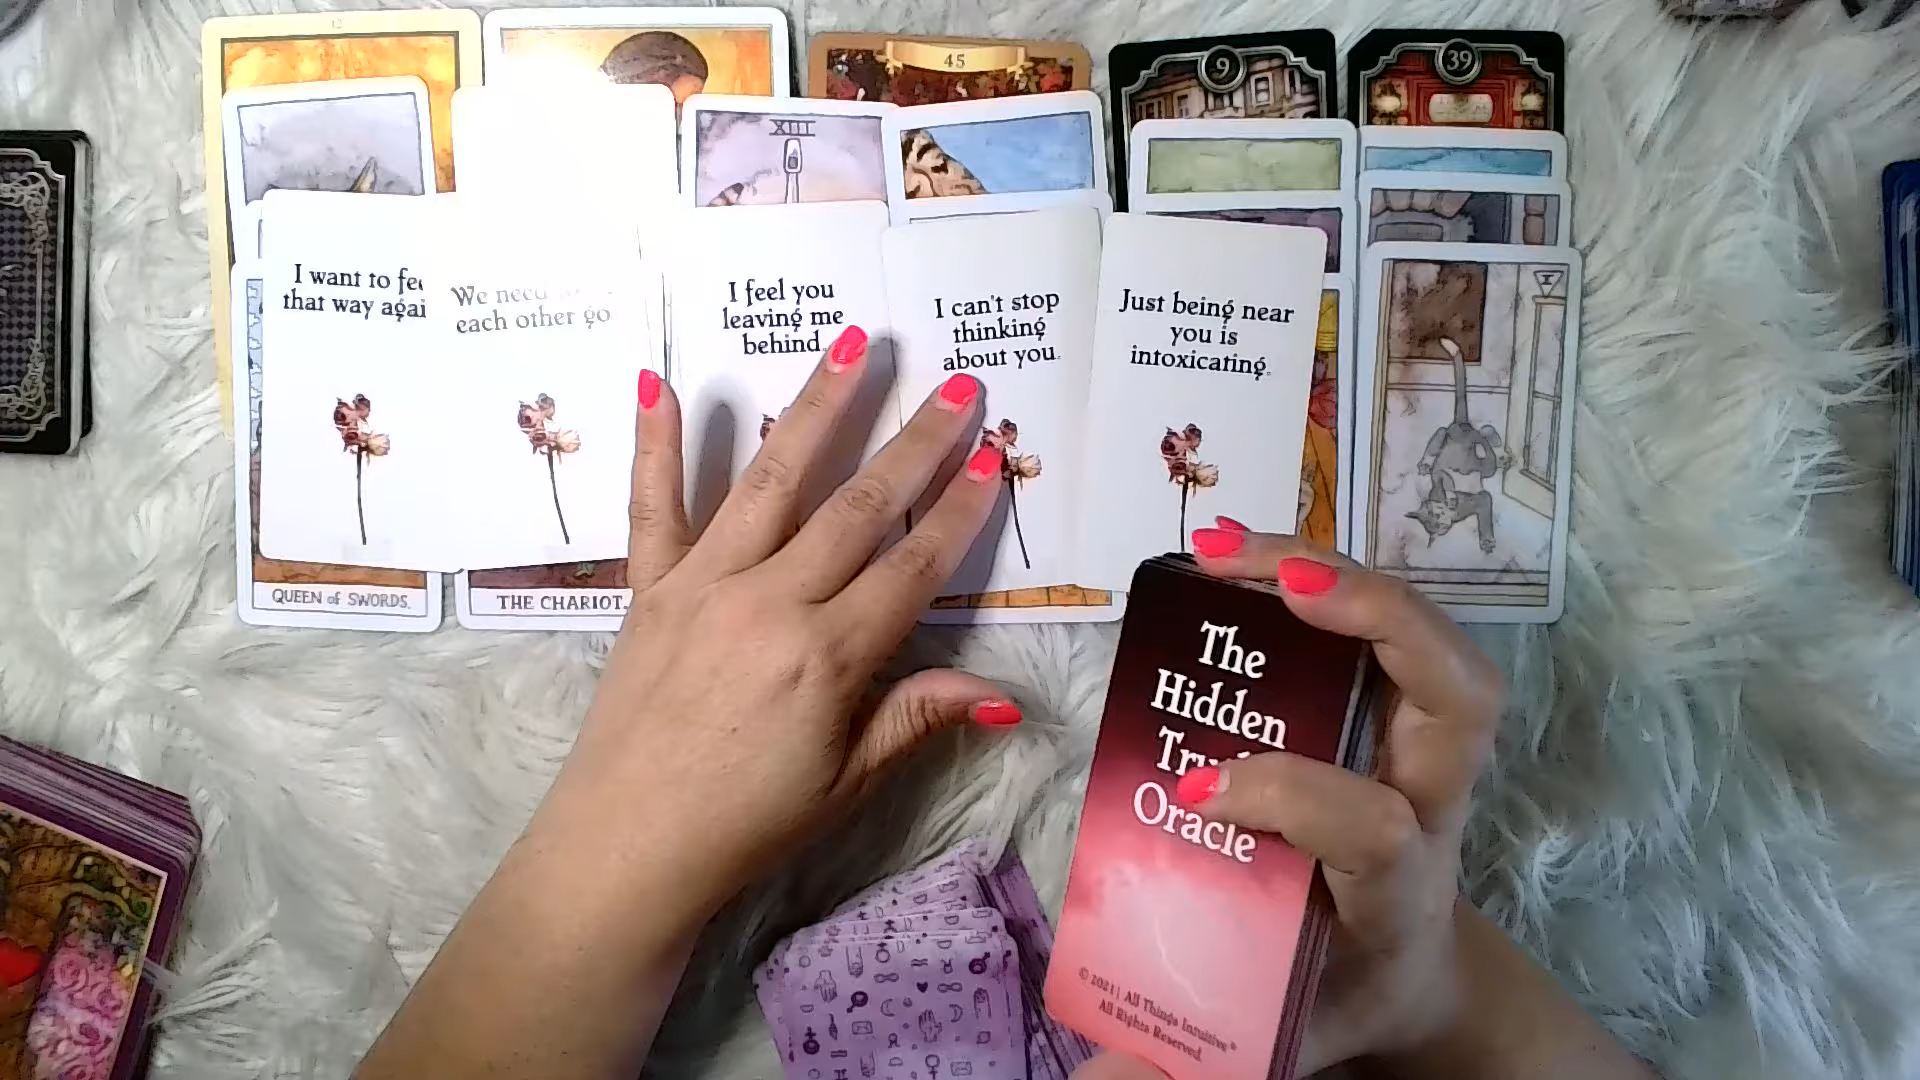 12
45
9
39
XIII
I want to
that way
We need
each other go
I feel you
leaving me
behind.
I can't stop
thinking
about you.
Just being near
you is
intoxicating.
I
QUEEN of SWORDS.
THE CHARIOT.
The
Hidden
Oracle
© 2021 | All Things Intuitive®
All Rights Reserved.